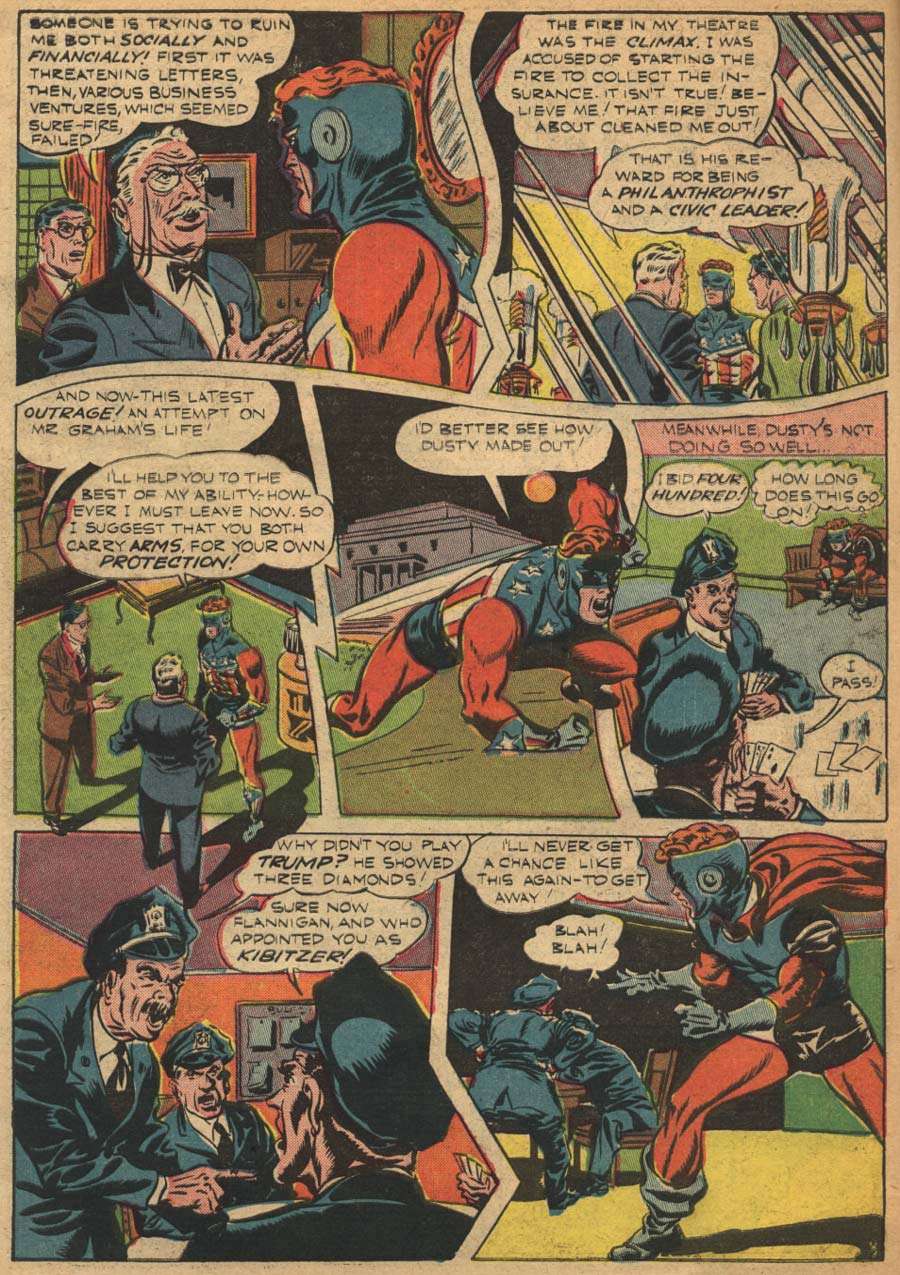 SOMEONE IS TRYING TO RUIN
ME BOTH SOCIALLY AND
FINANCIALLY! FIRST IT WAS
THREATENING LETTERS,
THEN, VARIOUS BUSINESS
VENTURES, WHICH SEEMED
SURE-FIRE,
FAILED!
THE FIRE IN MY THEATRE
WAS THE CLIMAX. I WAS
ACCUSED OF STARTING THE
FIRE TO COLLECT THE IN-
SURANCE. IT ISN'T TRUE! BE-
LIEVE ME! THAT FIRE JUST
ABOUT CLEANED ME OUT!
THAT IS HIS RE-
WARD FOR BEING
A PHILANTHROPHIST
AND A CIVIC LEADER!
AND NOW-THIS LATEST
OUTRAGE! AN ATTEMPT ON
MR. GRAHAM'S LIFE!
I'LL HELP YOU TO THE
BEST OF MY ABILITY-HOW-
EVER I MUST LEAVE NOW. SO
I SUGGEST THAT YOU BOTH
CARRY ARMS, FOR YOUR OWN
PROTECTION!
I'D BETTER SEE HOW
DUSTY MADE OUT!
MEANWHILE, DUSTY'S NOT
DOING SO WELL...
I BID FOUR
HUNDRED!
HOW LONG
DOES THIS GO
ON!
I
PASS!
WHY DIDN'T YOU PLAY
TRUMP? HE SHOWED
THREE DIAMONDS!
SURE NOW
FLANNIGAN, AND WHO
APPOINTED YOU AS
KIBITZER!
I'LL NEVER GET
A CHANCE LIKE
THIS AGAIN-TO GET
AWAY!
BLAH!
BLAH!